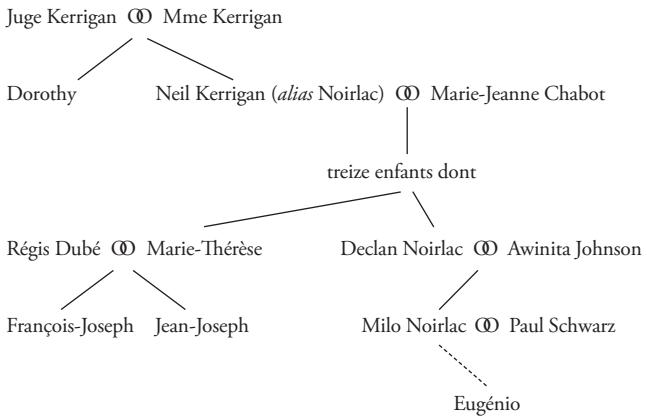 Juge Kerrigan ⚭ Mme Kerrigan
Dorothy Neil Kerrigan (alias Noirlac) ⚭ Marie-Jeanne Chabot
treize enfants dont
Régis Dubé ⚭ Marie-Thérèse Declan Noirlac ⚭ Awinita Johnson
François-Joseph Jean-Joseph Milo Noirlac ⚭ Paul Schwarz
Eugénio